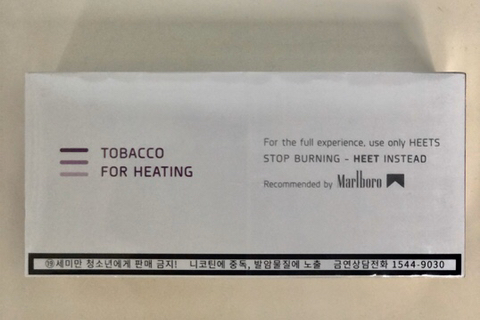 TOBACCO
FOR HEATING
For the full experience, use only HEETS
STOP BURNING - HEET INSTEAD
Recommended by Marlboro
⑲세미만 청소년에게 판매 금지! 니코틴에 중독, 발암물질에 노출 금연상담전화 1544-9030